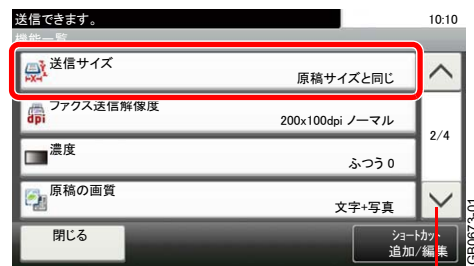 送信できます。
10:10
機能一覧
送信サイズ
原稿サイズと同じ
ファクス送信解像度
200x100dpi ノーマル
2/4
濃度
ふつう 0
原稿の画質
文字+写真
閉じる
ショートカット
追加/編集
GB0673-01